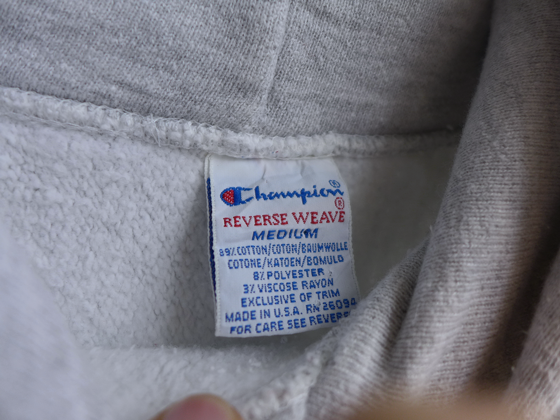 Champion®
REVERSE WEAVE®
MEDIUM
89% COTTON/COTON/BAUMWOLLE
COTONE/KATOEN/BOMULD
8% POLYESTER
3% VISCOSE RAYON
EXCLUSIVE OF TRIM
MADE IN U.S.A. RN 26094
FOR CARE SEE REVERS